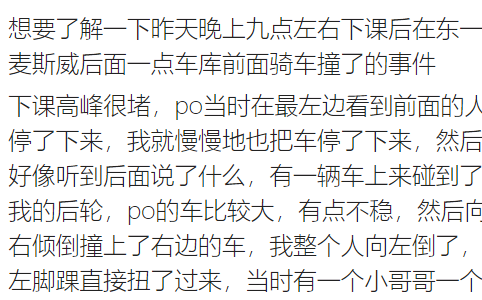 想要了解一下昨天晚上九点左右下课后在东一
麦斯威后面一点车库前面骑车撞了的事件
下课高峰很堵，po当时在最左边看到前面的人
停了下来，我就慢慢地也把车停了下来，然后
好像听到后面说了什么，有一辆车上来碰到了
我的后轮，po的车比较大，有点不稳，然后向
右倾倒撞上了右边的车，我整个人向左倒了，
左脚踝直接扭了过来，当时有一个小哥哥一个